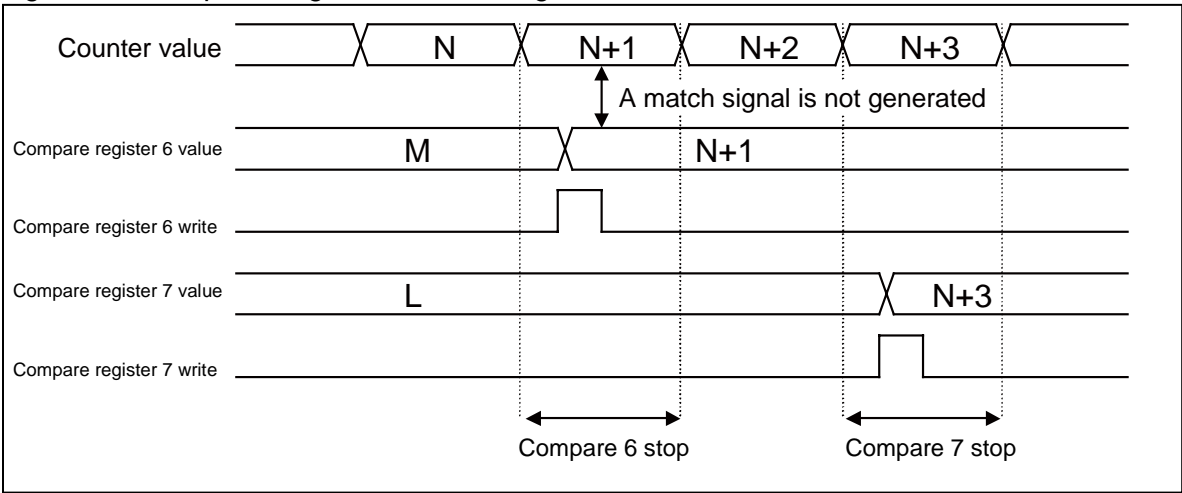 Counter value N N+1 N+2 N+3
A match signal is not generated
Compare register 6 value M N+1
Compare register 6 write
Compare register 7 value L N+3
Compare register 7 write
Compare 6 stop Compare 7 stop